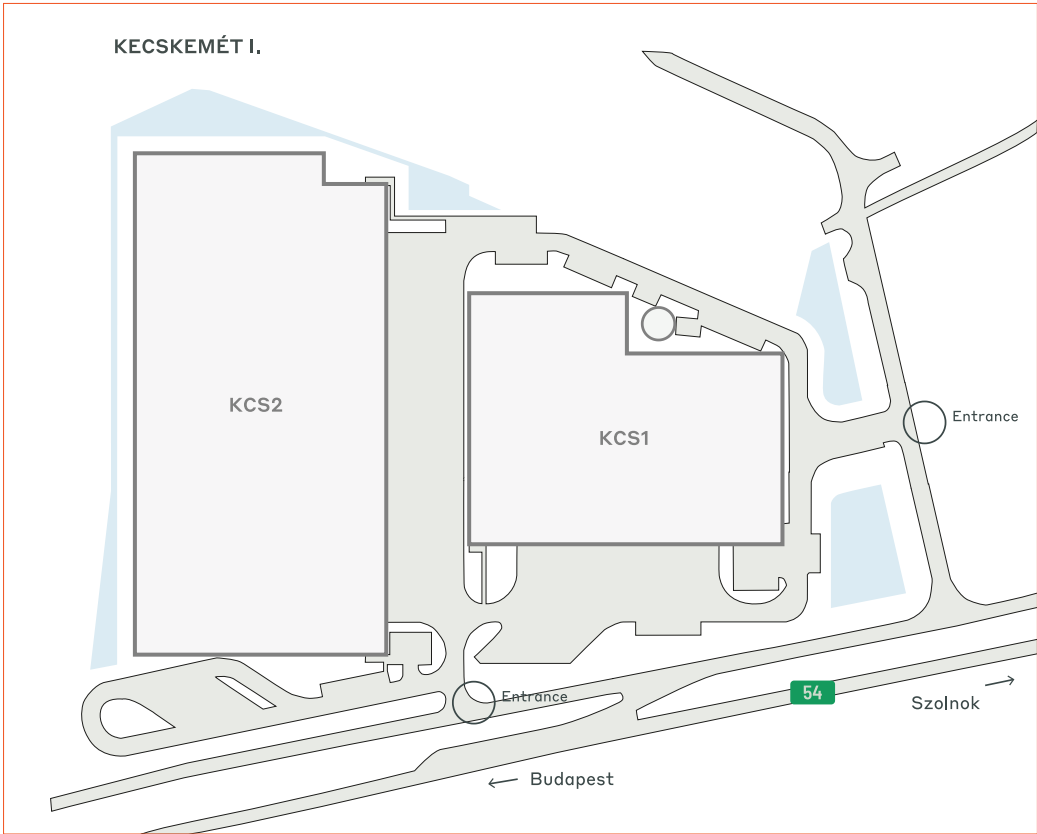 KECSKEMÉT I.
KCS2
KCS1
Entrance
Entrance
54
Szolnok
Budapest